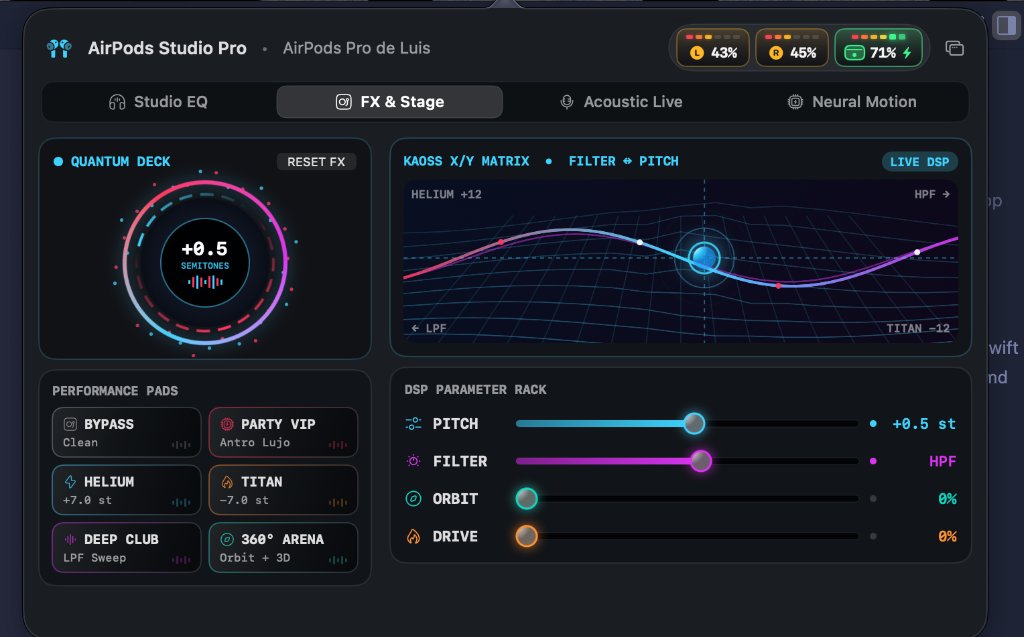 AirPods Studio Pro • AirPods Pro de Luis
L 43%
R 45%
71%
Studio EQ
FX & Stage
Acoustic Live
Neural Motion
QUANTUM DECK
RESET FX
+0.5
SEMITONES
KAOSS X/Y MATRIX • FILTER ↔ PITCH
LIVE DSP
HELIUM +12
HPF →
← LPF
TITAN −12
PERFORMANCE PADS
BYPASS
Clean
PARTY VIP
Antro Lujo
HELIUM
+7.0 st
TITAN
−7.0 st
DEEP CLUB
LPF Sweep
360° ARENA
Orbit + 3D
DSP PARAMETER RACK
PITCH +0.5 st
FILTER HPF
ORBIT 0%
DRIVE 0%